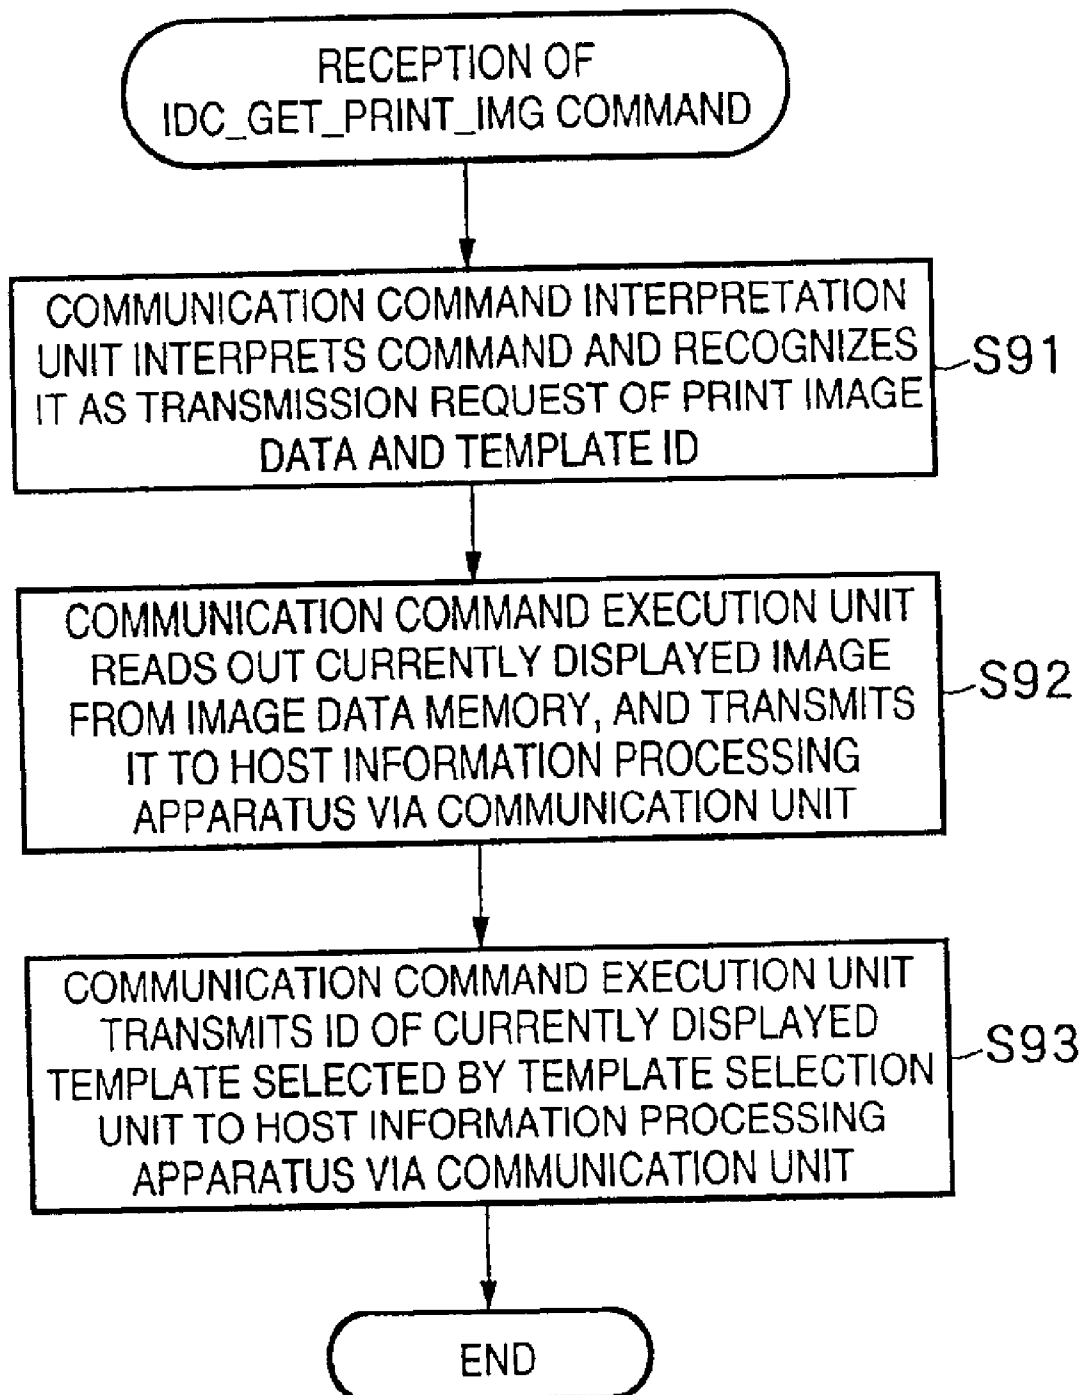 RECEPTION OF
IDC_GET_PRINT_IMG COMMAND
COMMUNICATION COMMAND INTERPRETATION
UNIT INTERPRETS COMMAND AND RECOGNIZES
IT AS TRANSMISSION REQUEST OF PRINT IMAGE
DATA AND TEMPLATE ID
S91
COMMUNICATION COMMAND EXECUTION UNIT
READS OUT CURRENTLY DISPLAYED IMAGE
FROM IMAGE DATA MEMORY, AND TRANSMITS
IT TO HOST INFORMATION PROCESSING
APPARATUS VIA COMMUNICATION UNIT
S92
COMMUNICATION COMMAND EXECUTION UNIT
TRANSMITS ID OF CURRENTLY DISPLAYED
TEMPLATE SELECTED BY TEMPLATE SELECTION
UNIT TO HOST INFORMATION PROCESSING
APPARATUS VIA COMMUNICATION UNIT
S93
END